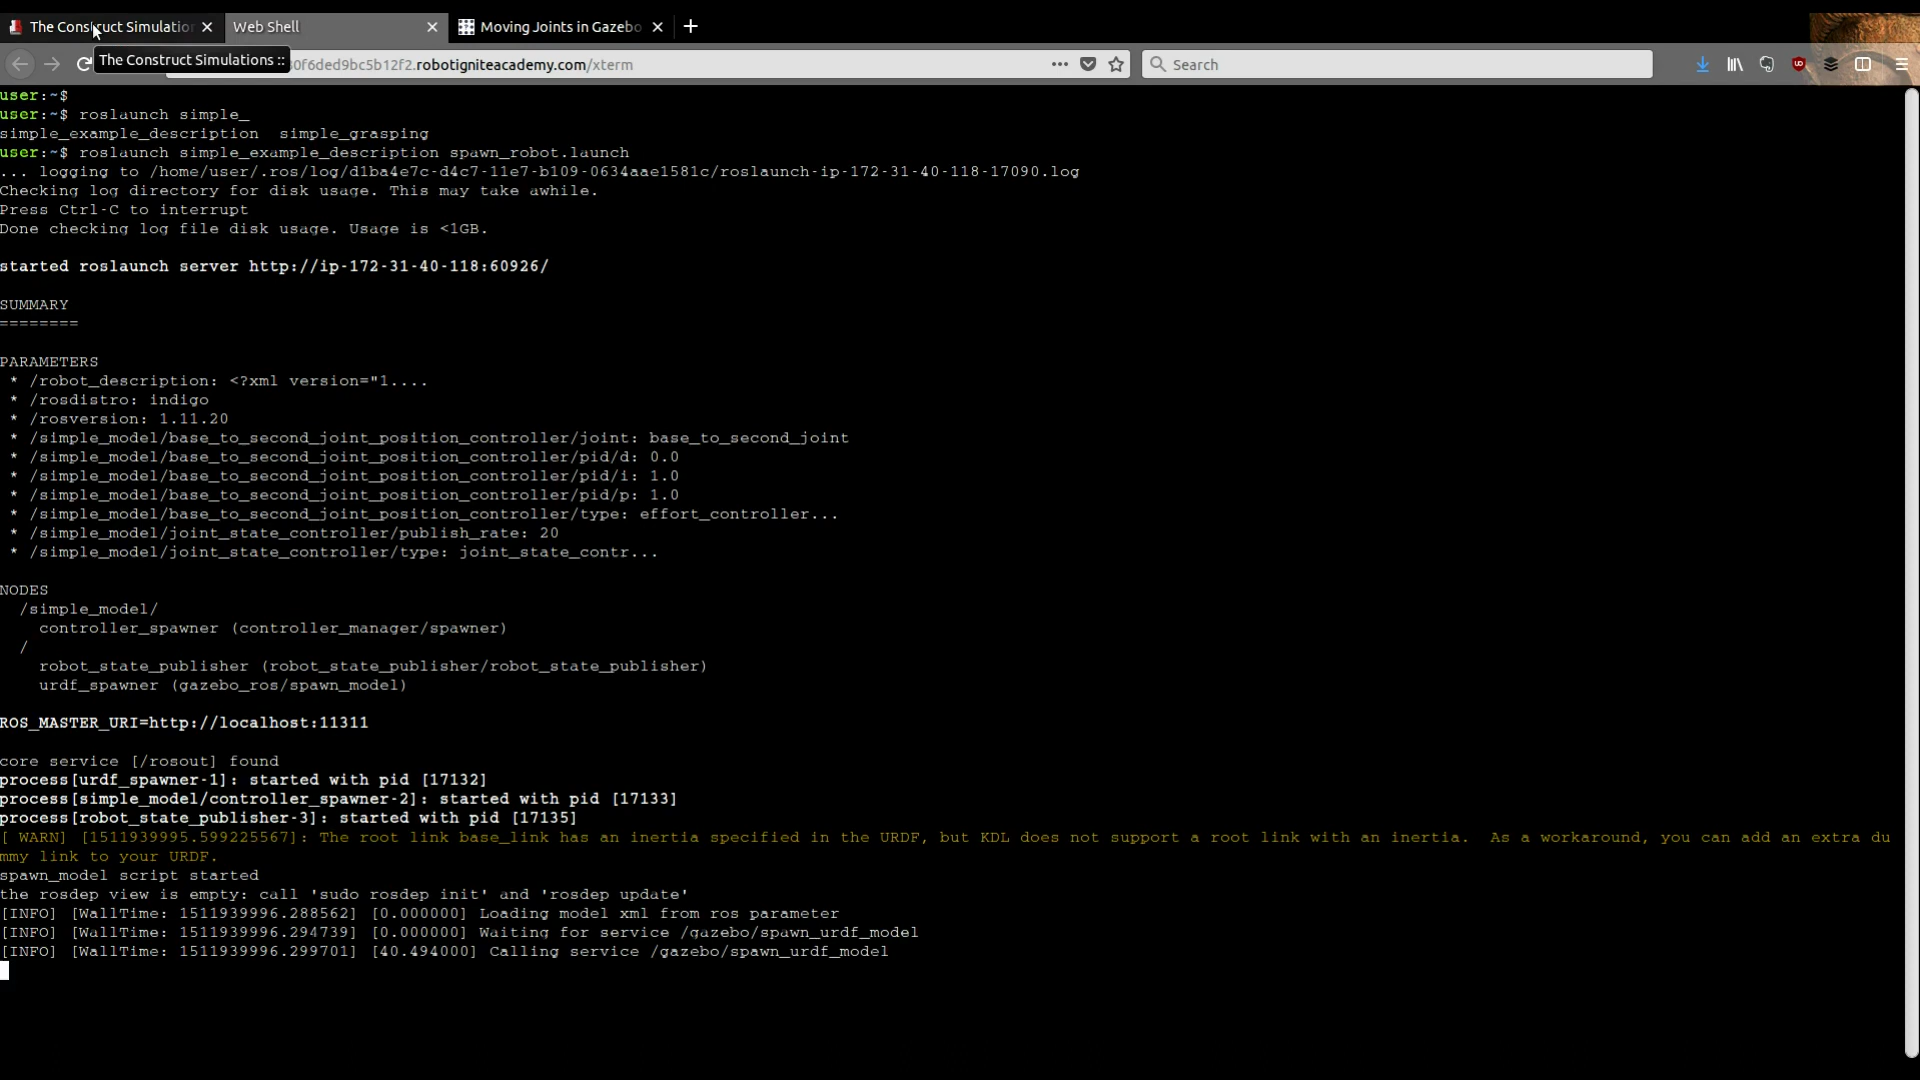 The Construct Simulation
Web Shell
Moving Joints in Gazebo
The Construct Simulations ::
0f6ded9bc5b12f2.robotigniteacademy.com/xterm
Search
user:~$
user:~$ roslaunch simple_
simple_example_description  simple_grasping
user:~$ roslaunch simple_example_description spawn_robot.launch
... logging to /home/user/.ros/log/d1ba4e7c-d4c7-11e7-b109-0634aae1581c/roslaunch-ip-172-31-40-118-17090.log
Checking log directory for disk usage. This may take awhile.
Press Ctrl-C to interrupt
Done checking log file disk usage. Usage is <1GB.
started roslaunch server http://ip-172-31-40-118:60926/
SUMMARY
========
PARAMETERS
* /robot_description: <?xml version="1....
* /rosdistro: indigo
* /rosversion: 1.11.20
* /simple_model/base_to_second_joint_position_controller/joint: base_to_second_joint
* /simple_model/base_to_second_joint_position_controller/pid/d: 0.0
* /simple_model/base_to_second_joint_position_controller/pid/i: 1.0
* /simple_model/base_to_second_joint_position_controller/pid/p: 1.0
* /simple_model/base_to_second_joint_position_controller/type: effort_controller...
* /simple_model/joint_state_controller/publish_rate: 20
* /simple_model/joint_state_controller/type: joint_state_contr...
NODES
/simple_model/
controller_spawner (controller_manager/spawner)
/
robot_state_publisher (robot_state_publisher/robot_state_publisher)
urdf_spawner (gazebo_ros/spawn_model)
ROS_MASTER_URI=http://localhost:11311
core service [/rosout] found
process[urdf_spawner-1]: started with pid [17132]
process[simple_model/controller_spawner-2]: started with pid [17133]
process[robot_state_publisher-3]: started with pid [17135]
[ WARN] [1511939995.599225567]: The root link base_link has an inertia specified in the URDF, but KDL does not support a root link with an inertia.  As a workaround, you can add an extra du
mmy link to your URDF.
spawn_model script started
the rosdep view is empty: call 'sudo rosdep init' and 'rosdep update'
[INFO] [WallTime: 1511939996.288562] [0.000000] Loading model xml from ros parameter
[INFO] [WallTime: 1511939996.294739] [0.000000] Waiting for service /gazebo/spawn_urdf_model
[INFO] [WallTime: 1511939996.299701] [40.494000] Calling service /gazebo/spawn_urdf_model